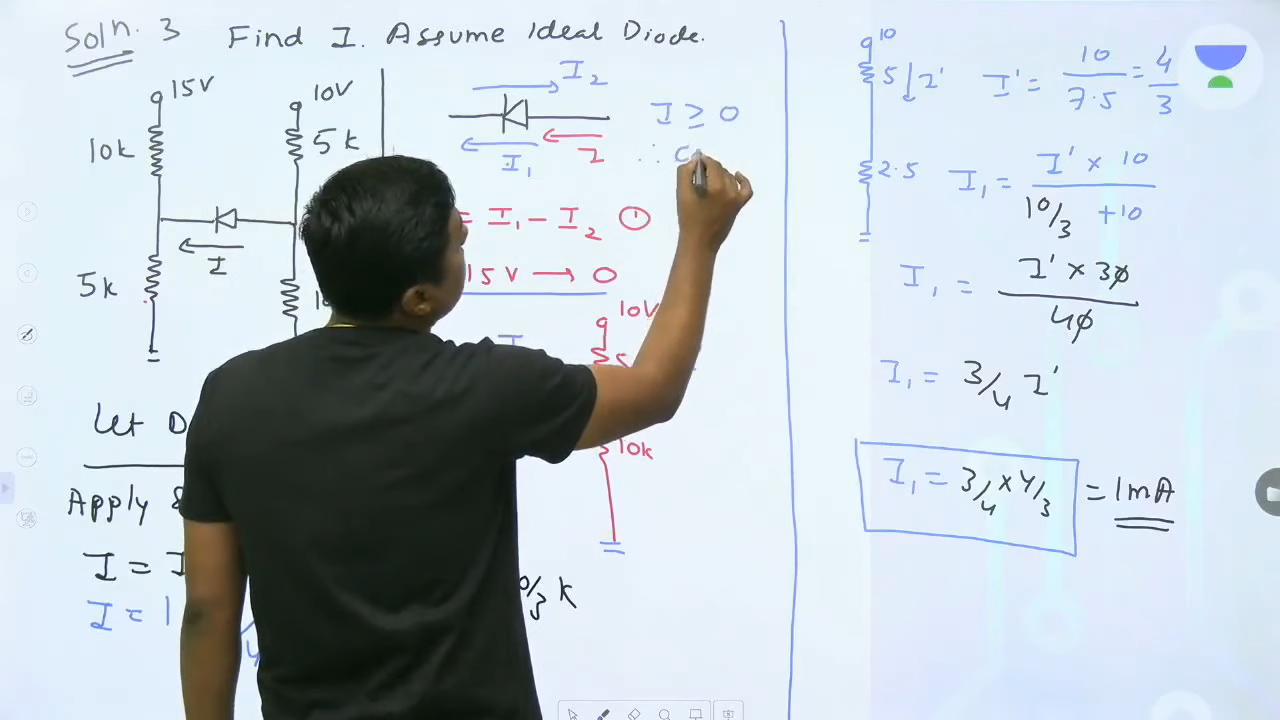 Soln. 3 Find I. Assume Ideal Diode.
15V
10V
10k
5k
I
5k
Let
Apply
I =
I = 1
I2
I ≥ 0
I1
I
∴
= I1 - I2 ①
15V → 0
10V
10k
10/3 k
10
5 ↓ I' I' = 10/7.5 = 4/3
2.5
I1 = I' × 10 / 10/3 + 10
I1 = I' × 30 / 40
I1 = 3/4 I'
I1 = 3/4 × 4/3 = 1mA